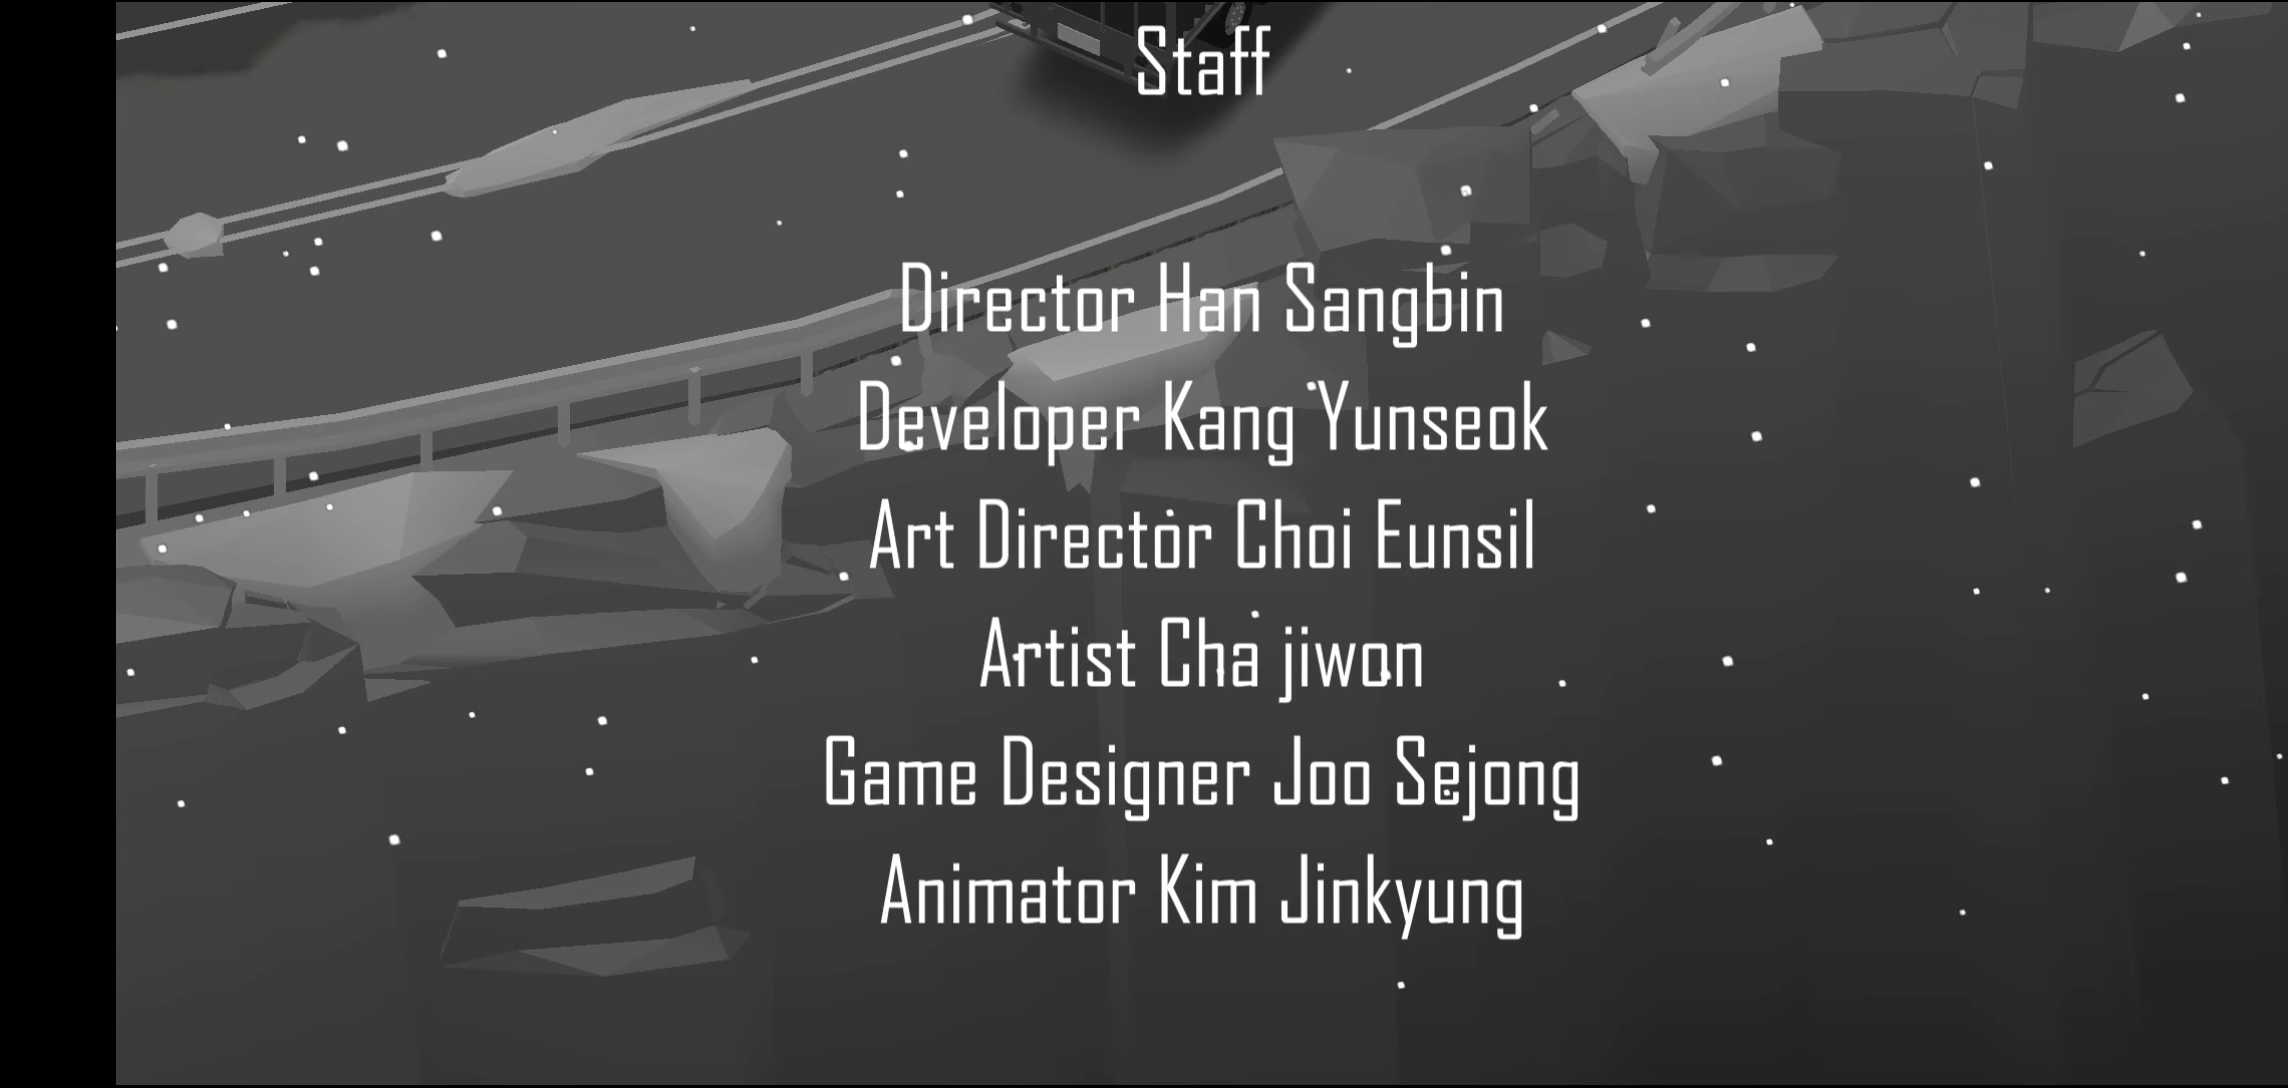 Staff
Director Han Sangbin
Developer Kang Yunseok
Art Director Choi Eunsil
Artist Cha jiwon
Game Designer Joo Sejong
Animator Kim Jinkyung